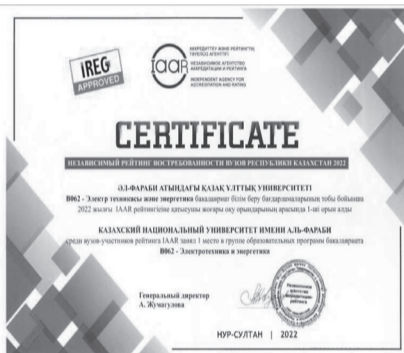 IREG
APPROVED
IAAR
АККРЕДИТТЕУ ЖӘНЕ РЕЙТИНГТІҢ
ТӘУЕЛСІЗ АГЕНТТІГІ
НЕЗАВИСИМОЕ АГЕНТСТВО
АККРЕДИТАЦИИ И РЕЙТИНГА
INDEPENDENT AGENCY FOR
ACCREDITATION AND RATING
CERTIFICATE
НЕЗАВИСИМЫЙ РЕЙТИНГ ВОСТРЕБОВАННОСТИ ВУЗОВ РЕСПУБЛИКИ КАЗАХСТАН 2022
ӘЛ-ФАРАБИ АТЫНДАҒЫ ҚАЗАҚ ҰЛТТЫҚ УНИВЕРСИТЕТІ
B062 - Электр техникасы және энергетика бакалавриат білім беру бағдарламаларының тобы бойынша
2022 жылғы IAAR рейтингіне қатысушы жоғары оқу орындарының арасында 1-ші орын алды
КАЗАХСКИЙ НАЦИОНАЛЬНЫЙ УНИВЕРСИТЕТ ИМЕНИ АЛЬ-ФАРАБИ
среди вузов-участников рейтинга IAAR занял 1 место в группе образовательных программ бакалавриата
B062 - Электротехника и энергетика
Генеральный директор
А. Жумагулова
НУР-СУЛТАН | 2022